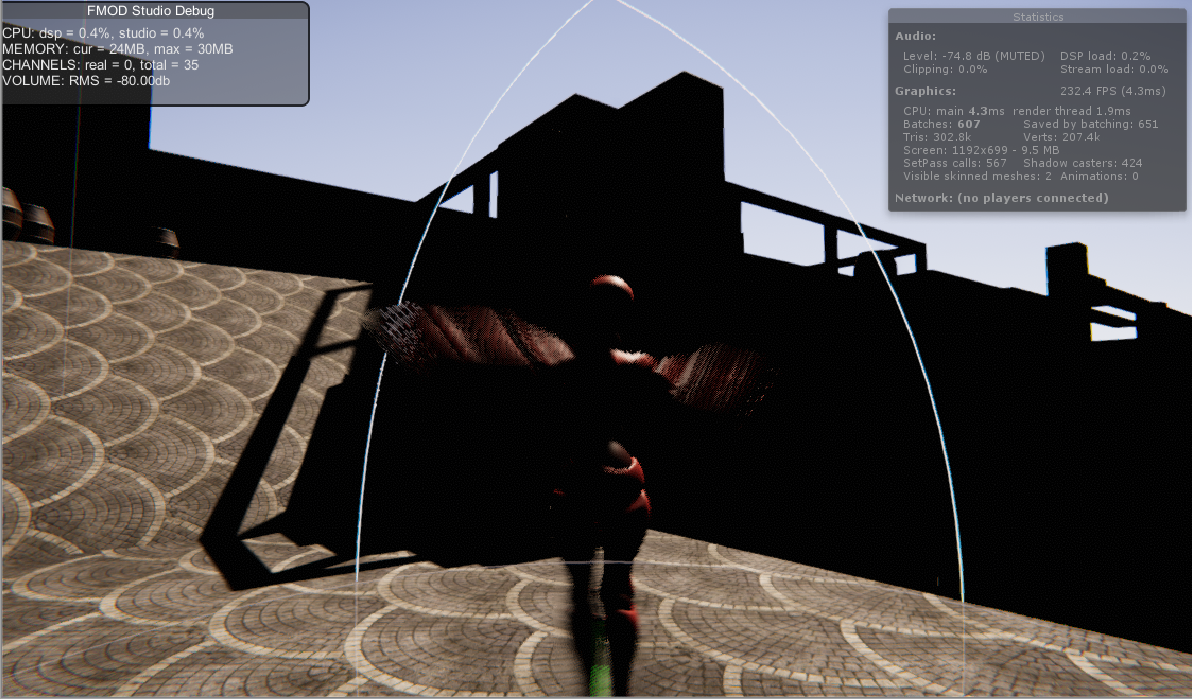 FMOD Studio Debug
CPU: dsp = 0.4%, studio = 0.4%
MEMORY: cur = 24MB, max = 30MB
CHANNELS: real = 0, total = 35
VOLUME: RMS = -80.00db
Statistics
Audio:
Level: -74.8 dB (MUTED) DSP load: 0.2%
Clipping: 0.0% Stream load: 0.0%
Graphics: 232.4 FPS (4.3ms)
CPU: main 4.3ms render thread 1.9ms
Batches: 607 Saved by batching: 651
Tris: 302.8k Verts: 207.4k
Screen: 1192x699 - 9.5 MB
SetPass calls: 567 Shadow casters: 424
Visible skinned meshes: 2 Animations: 0
Network: (no players connected)